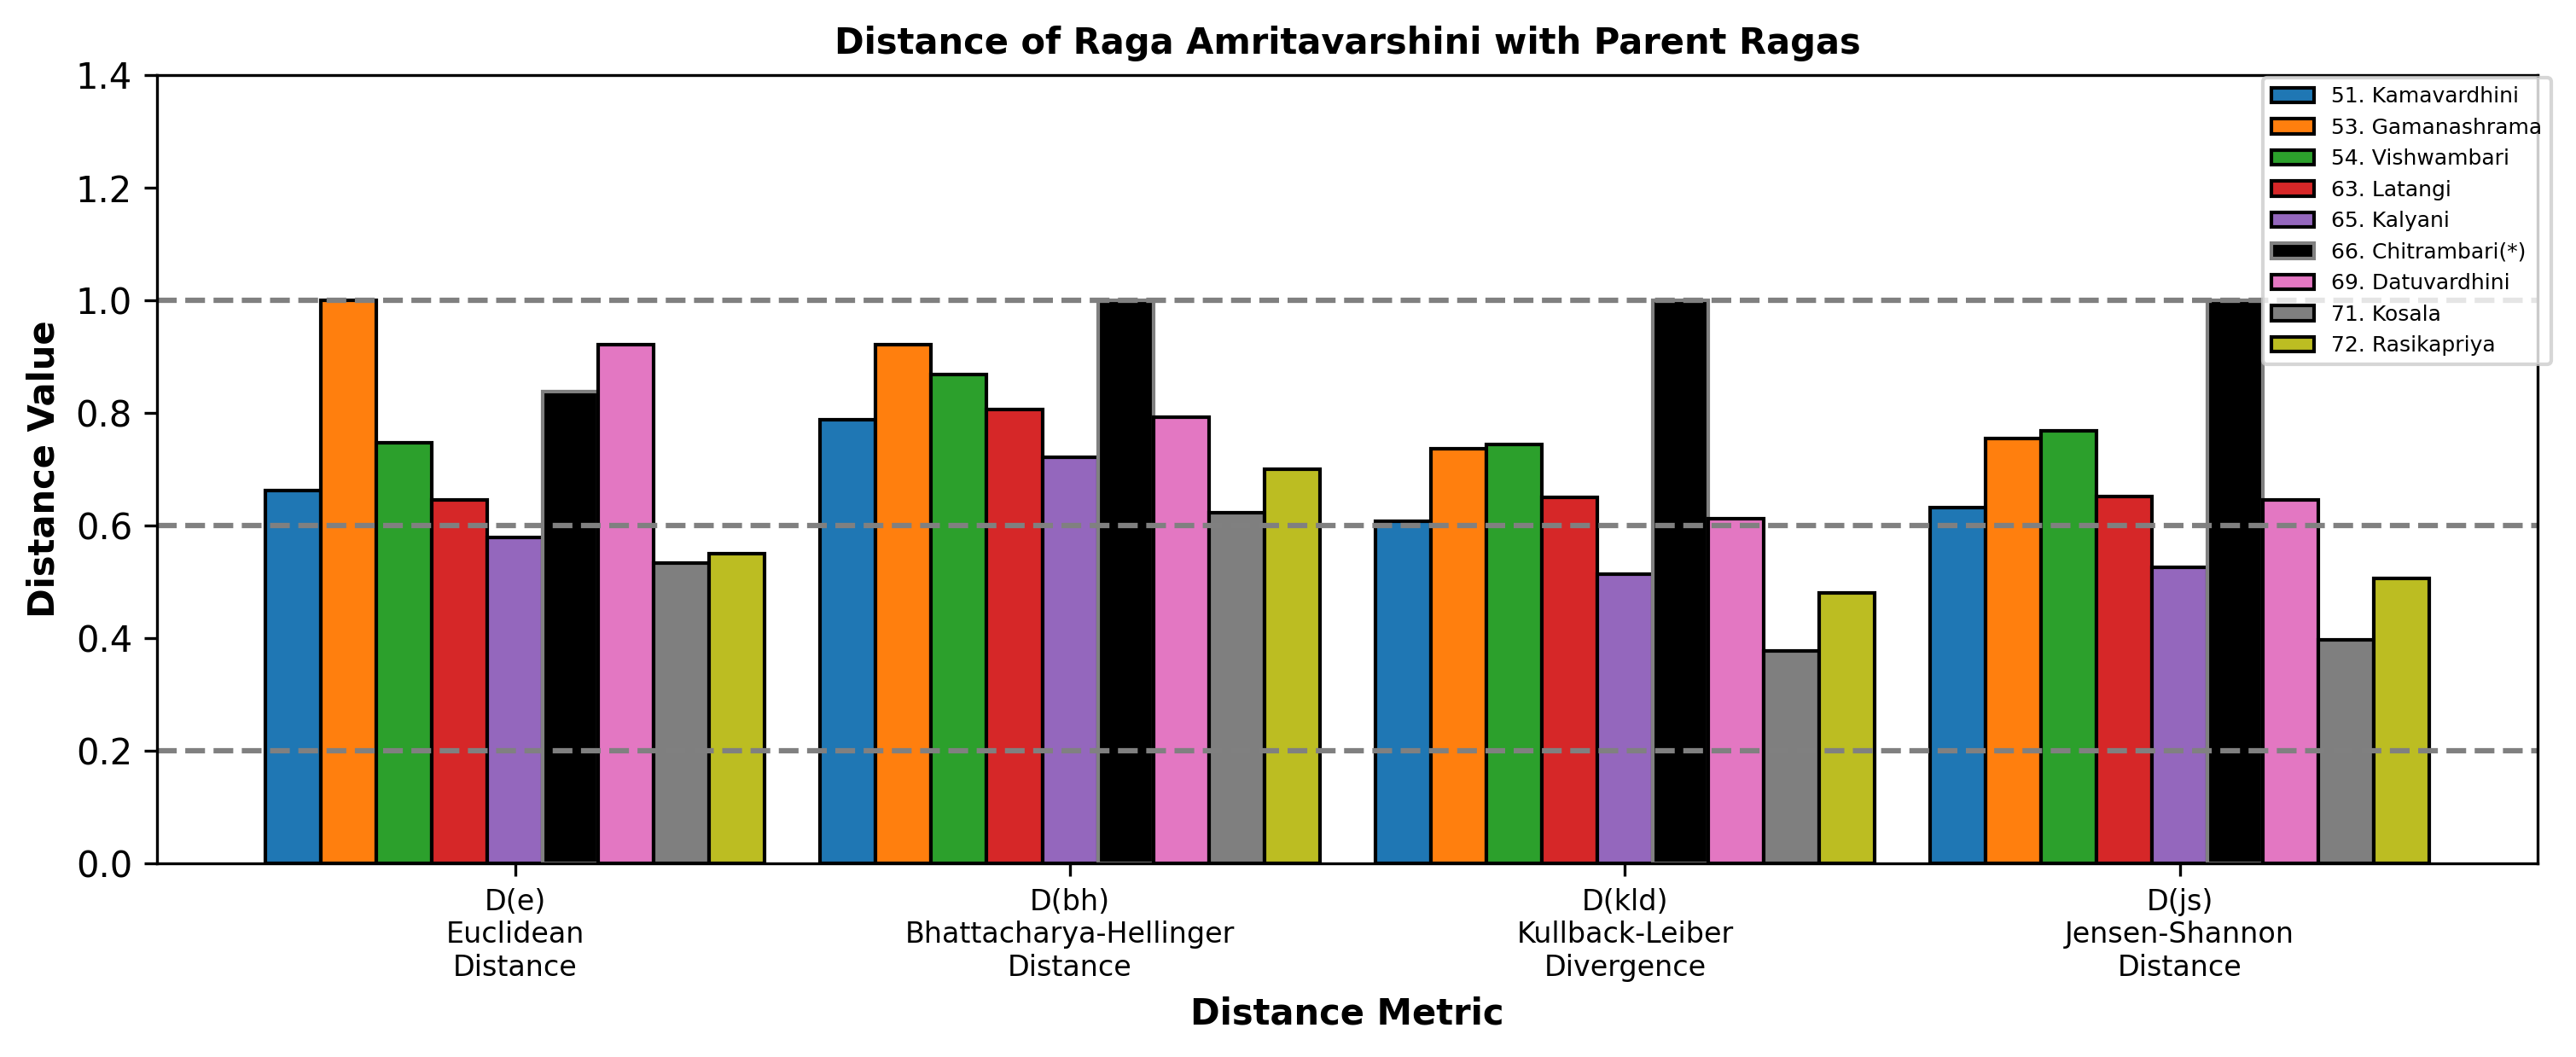 Distance of Raga Amritavarshini with Parent Ragas
1.4
1.2
1.0
0.8
0.6
0.4
0.2
0.0
Distance Value
51. Kamavardhini
53. Gamanashrama
54. Vishwambari
63. Latangi
65. Kalyani
66. Chitrambari(*)
69. Datuvardhini
71. Kosala
72. Rasikapriya
D(e)
Euclidean
Distance
D(bh)
Bhattacharya-Hellinger
Distance
D(kld)
Kullback-Leiber
Divergence
D(js)
Jensen-Shannon
Distance
Distance Metric